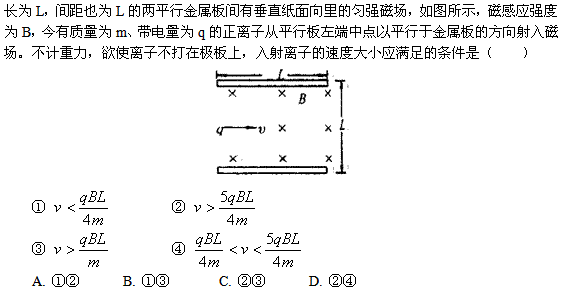 长为 L，间距也为 L 的两平行金属板间有垂直纸面向里的匀强磁场，如图所示，磁感应强度
为 B，今有质量为 m、带电量为 q 的正离子从平行板左端中点以平行于金属板的方向射入磁
场。不计重力，欲使离子不打在极板上，入射离子的速度大小应满足的条件是（　　）
L
× × ×
B
q v × × L
× × ×
① v < qBL/4m ② v > 5qBL/4m
③ v > qBL/m ④ qBL/4m < v < 5qBL/4m
A. ①② B. ①③ C. ②③ D. ②④